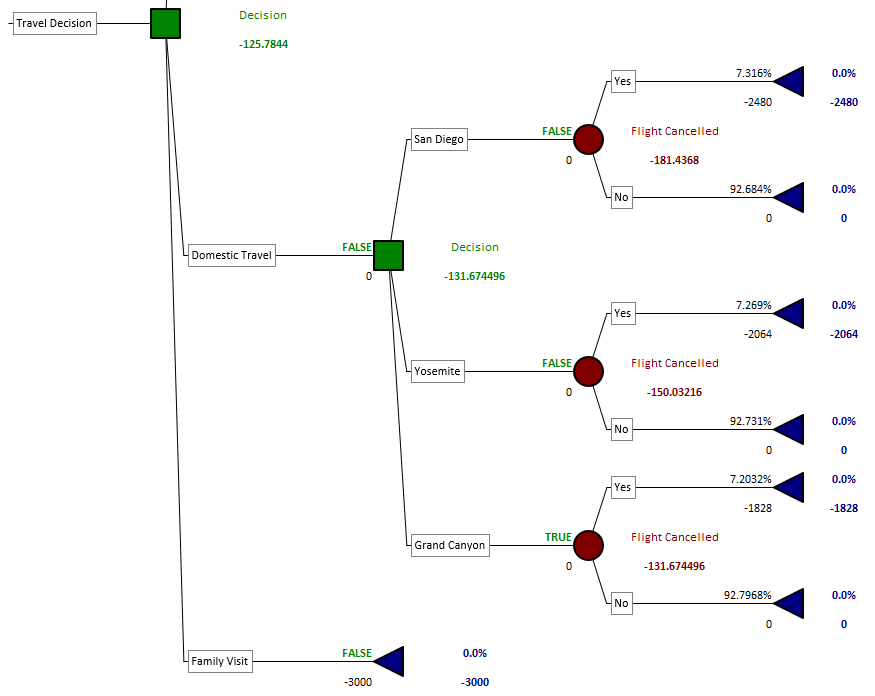 Travel Decision
Decision
-125.7844
Yes
7.316%
0.0%
-2480
-2480
San Diego
FALSE
Flight Cancelled
0
-181.4368
No
92.684%
0.0%
0
0
Domestic Travel
FALSE
Decision
0
-131.674496
Yes
7.269%
0.0%
-2064
-2064
Yosemite
FALSE
Flight Cancelled
0
-150.03216
No
92.731%
0.0%
0
0
Yes
7.2032%
0.0%
-1828
-1828
Grand Canyon
TRUE
Flight Cancelled
0
-131.674496
No
92.7968%
0.0%
0
0
Family Visit
FALSE
0.0%
-3000
-3000